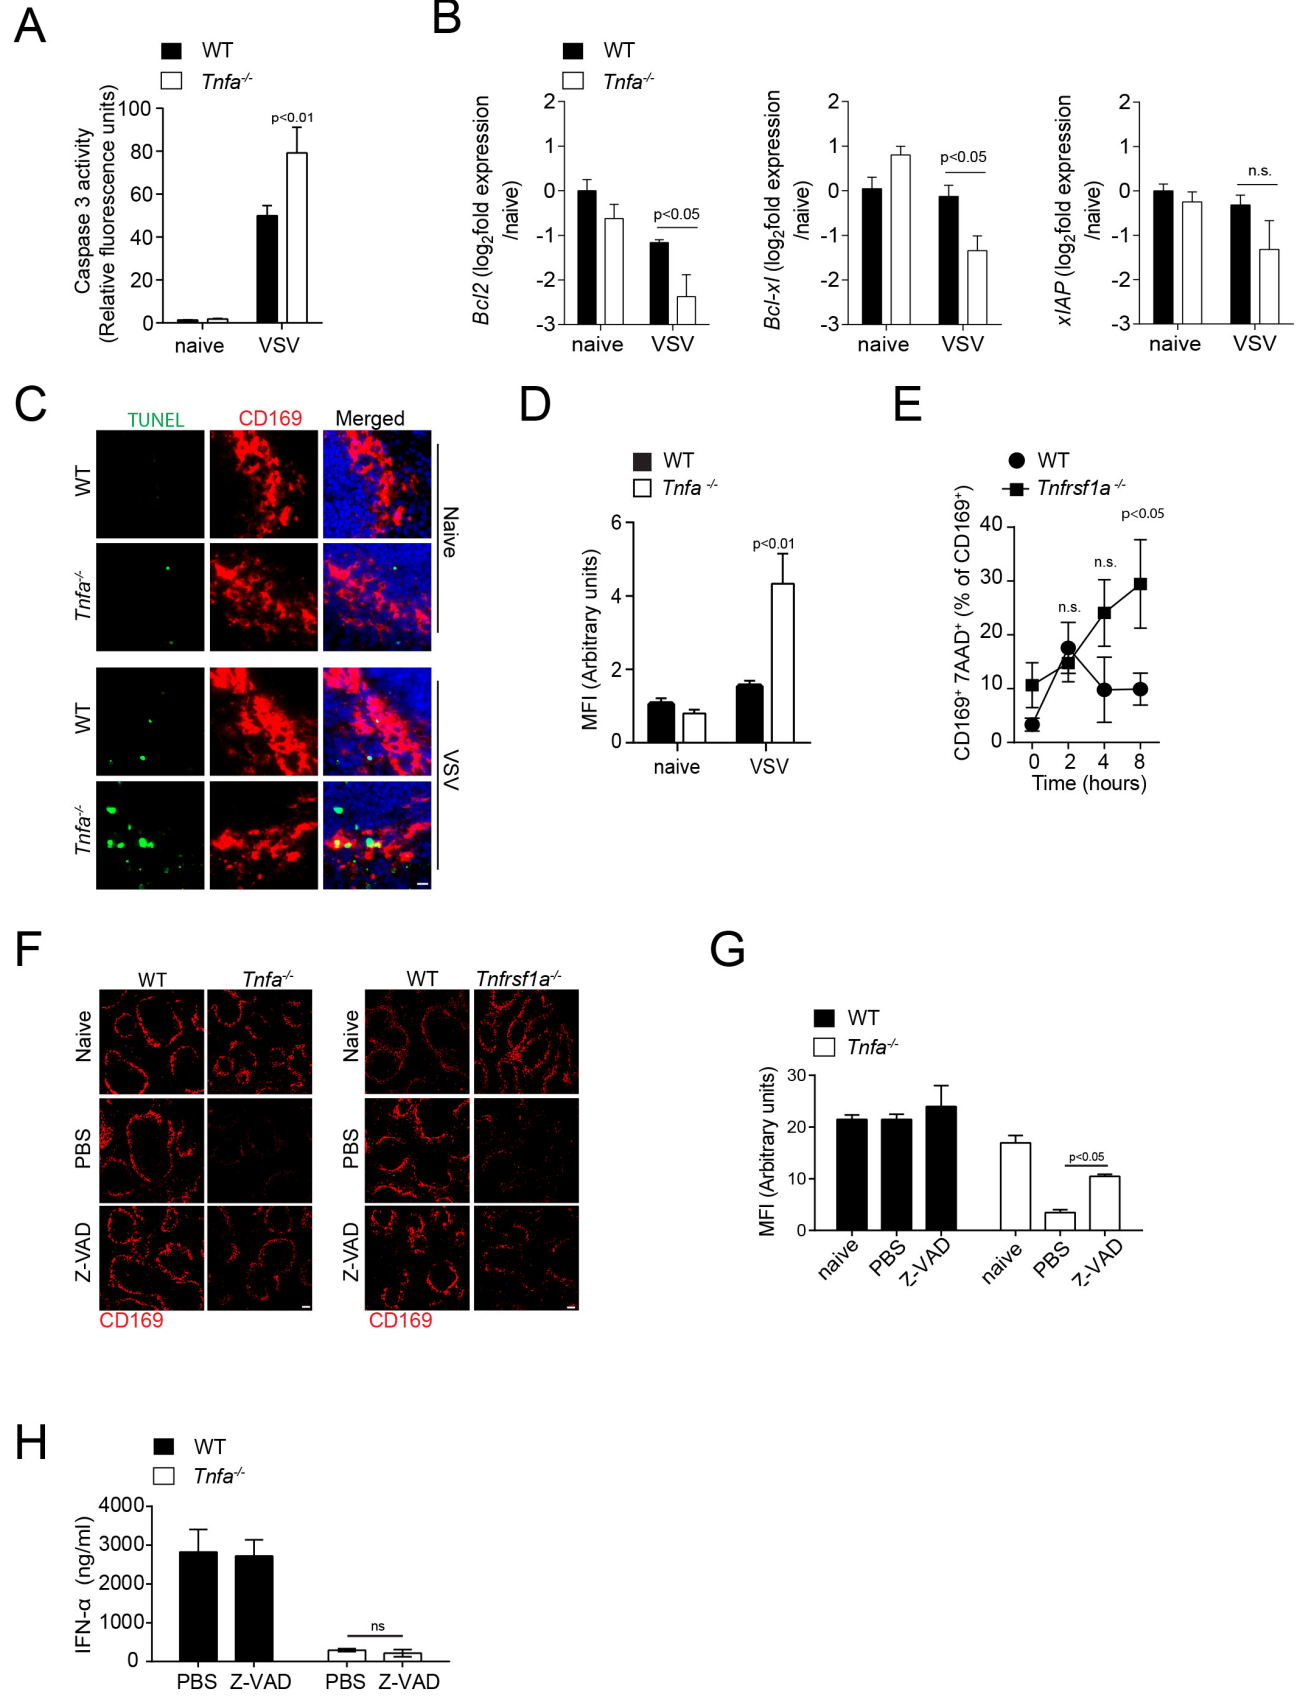 A
WT
Tnfa-/-
Caspase 3 activity
(Relative fluorescence units)
100
80
60
40
20
0
p<0.01
naive VSV
B
WT
Tnfa-/-
Bcl2 (log2fold expression
/naive)
2
1
0
-1
-2
-3
p<0.05
naive VSV
Bcl-xl (log2fold expression
/naive)
2
1
0
-1
-2
-3
p<0.05
naive VSV
xIAP (log2fold expression
/naive)
2
1
0
-1
-2
-3
n.s.
naive VSV
C
TUNEL CD169 Merged
WT
Tnfa-/-
Naive
WT
Tnfa-/-
VSV
D
WT
Tnfa -/-
MFI (Arbitrary units)
6
4
2
0
p<0.01
naive VSV
E
WT
Tnfrsf1a -/-
CD169+ 7AAD+ (% of CD169+)
40
30
20
10
0
n.s.
n.s.
p<0.05
0 2 4 8
Time (hours)
F
WT Tnfa-/-
Naive
PBS
Z-VAD
CD169
WT Tnfrsf1a-/-
Naive
PBS
Z-VAD
CD169
G
WT
Tnfa-/-
MFI (Arbitrary units)
30
20
10
0
p<0.05
naive PBS Z-VAD naive PBS Z-VAD
H
WT
Tnfa-/-
IFN-α (ng/ml)
4000
3000
2000
1000
0
ns
PBS Z-VAD PBS Z-VAD